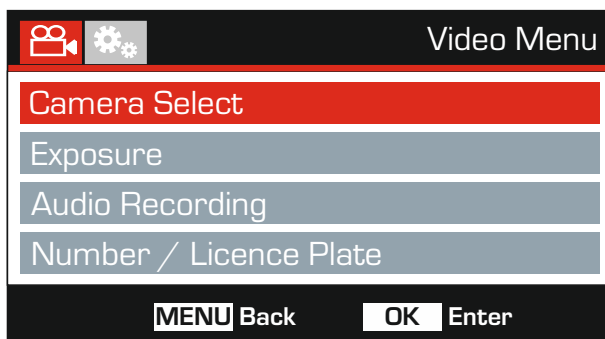 Video Menu
Camera Select
Exposure
Audio Recording
Number / Licence Plate
MENU Back OK Enter